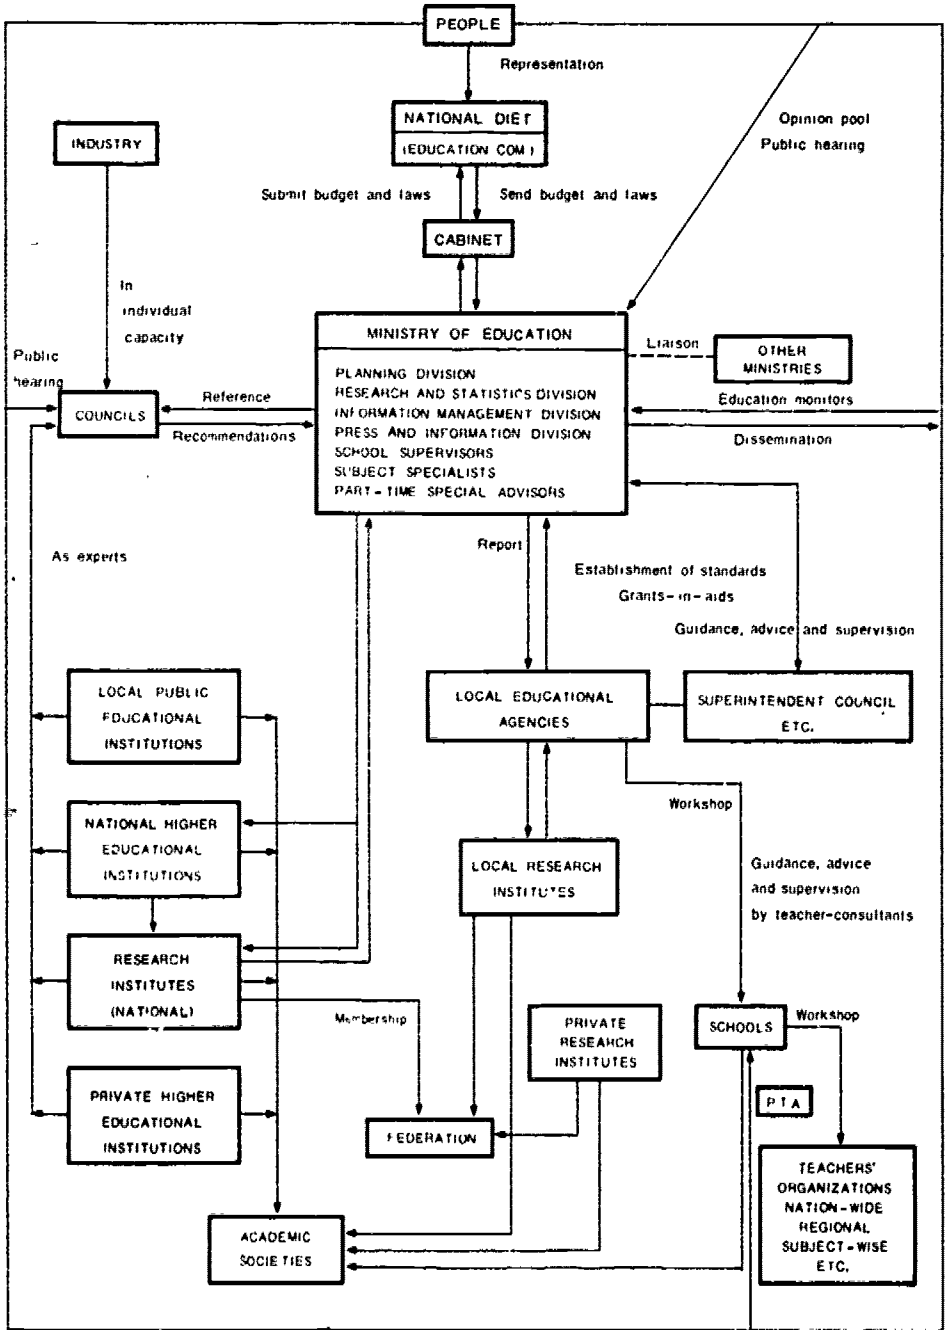 PEOPLE
Representation
NATIONAL DIET
(EDUCATION COM)
INDUSTRY
Opinion pool
Public hearing
Submit budget and laws
Send budget and laws
CABINET
In
individual
capacity
MINISTRY OF EDUCATION
PLANNING DIVISION
RESEARCH AND STATISTICS DIVISION
INFORMATION MANAGEMENT DIVISION
PRESS AND INFORMATION DIVISION
SCHOOL SUPERVISORS
SUBJECT SPECIALISTS
PART-TIME SPECIAL ADVISORS
Liaison
OTHER
MINISTRIES
Public
hearing
COUNCILS
Reference
Recommendations
Education monitors
Dissemination
As experts
Report
Establishment of standards
Grants-in-aids
Guidance, advice and supervision
LOCAL PUBLIC
EDUCATIONAL
INSTITUTIONS
LOCAL EDUCATIONAL
AGENCIES
SUPERINTENDENT COUNCIL
ETC.
Workshop
NATIONAL HIGHER
EDUCATIONAL
INSTITUTIONS
LOCAL RESEARCH
INSTITUTES
Guidance, advice
and supervision
by teacher-consultants
RESEARCH
INSTITUTES
(NATIONAL)
Membership
PRIVATE
RESEARCH
INSTITUTES
SCHOOLS
Workshop
PRIVATE HIGHER
EDUCATIONAL
INSTITUTIONS
FEDERATION
PTA
TEACHERS'
ORGANIZATIONS
NATION-WIDE
REGIONAL
SUBJECT-WISE
ETC.
ACADEMIC
SOCIETIES